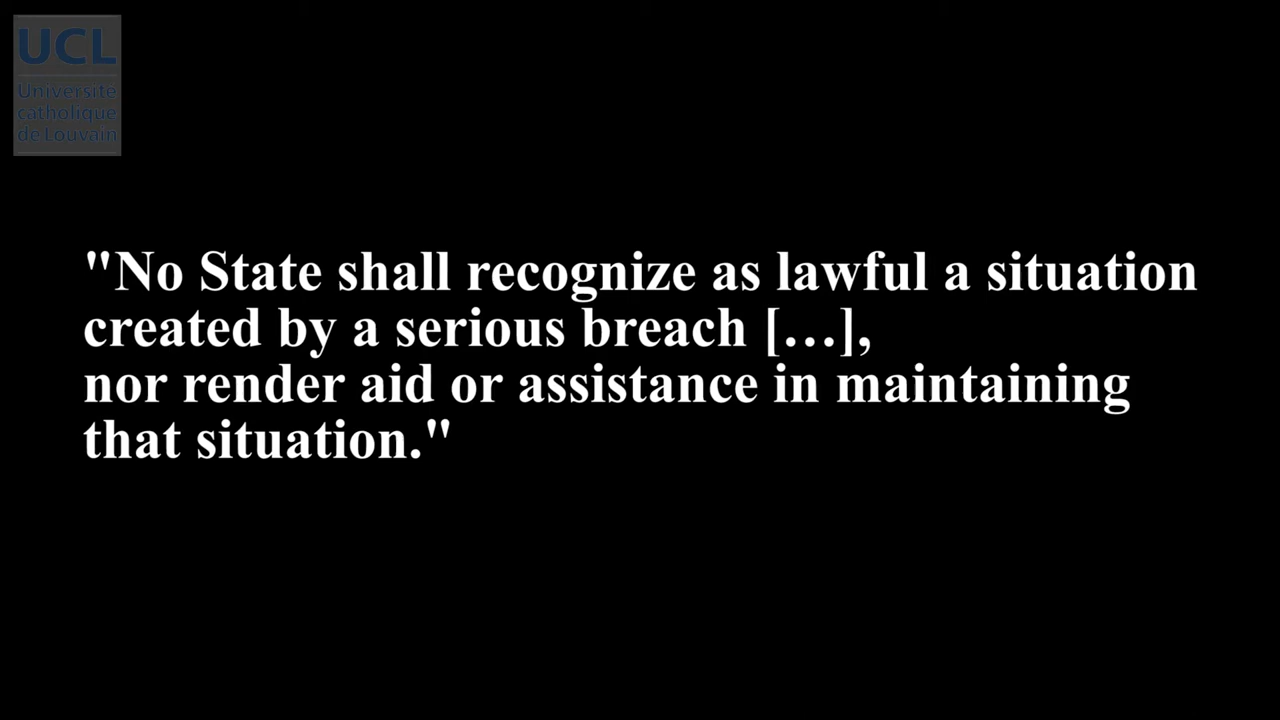 UCL
Université
catholique
de Louvain
"No State shall recognize as lawful a situation
created by a serious breach […],
nor render aid or assistance in maintaining
that situation."